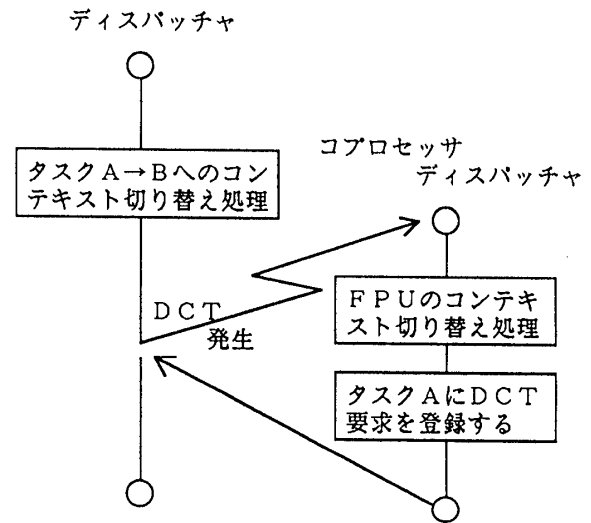 ディスパッチャ
タスクA→Bへのコン
テキスト切り替え処理
コプロセッサ
ディスパッチャ
DCT
発生
FPUのコンテキ
スト切り替え処理
タスクAにDCT
要求を登録する